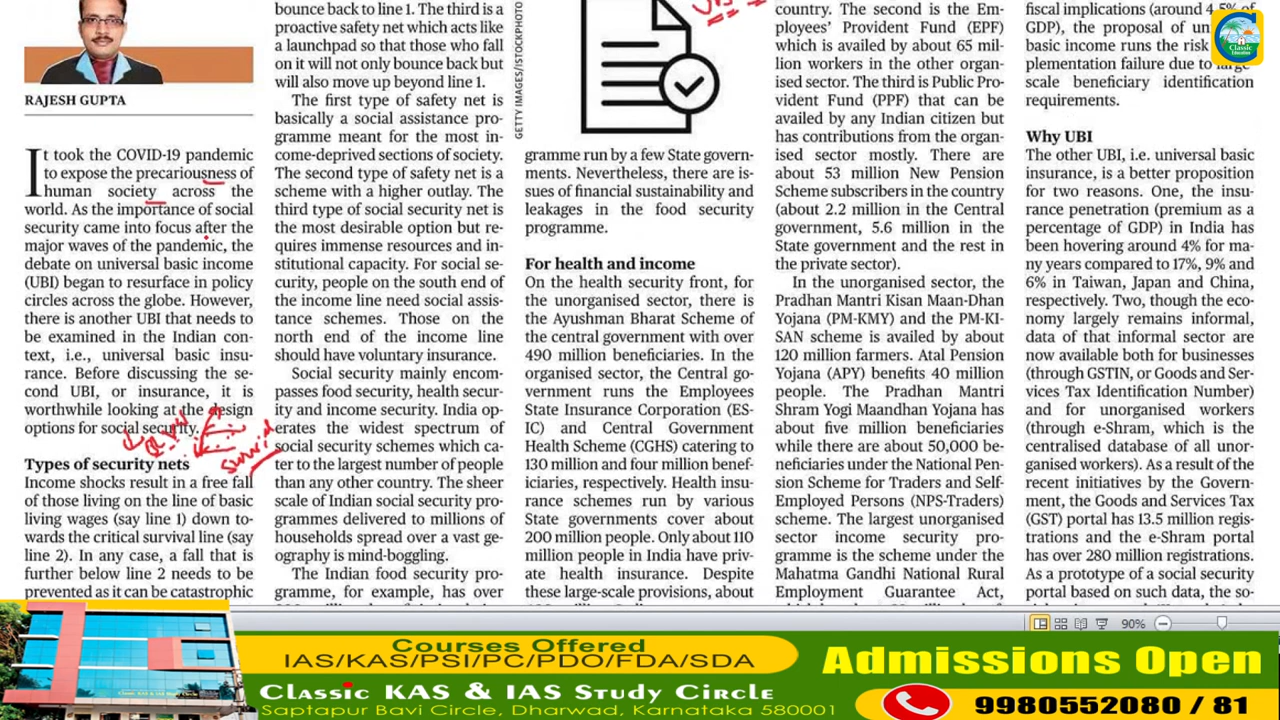 RAJESH GUPTA
It took the COVID-19 pandemic
to expose the precariousness of
human society across the
world. As the importance of social
security came into focus after the
major waves of the pandemic, the
debate on universal basic income
(UBI) began to resurface in policy
circles across the globe. However,
there is another UBI that needs to
be examined in the Indian con-
text, i.e., universal basic insu-
rance. Before discussing the se-
cond UBI, or insurance, it is
worthwhile looking at the design
options for social security.
Types of security nets
Income shocks result in a free fall
of those living on the line of basic
living wages (say line 1) down to-
wards the critical survival line (say
line 2). In any case, a fall that is
further below line 2 needs to be
prevented as it can be catastrophic
bounce back to line 1. The third is a
proactive safety net which acts like
a launchpad so that those who fall
on it will not only bounce back but
will also move up beyond line 1.
The first type of safety net is
basically a social assistance pro-
gramme meant for the most in-
come-deprived sections of society.
The second type of safety net is a
scheme with a higher outlay. The
third type of social security net is
the most desirable option but re-
quires immense resources and in-
stitutional capacity. For social se-
curity, people on the south end of
the income line need social assis-
tance schemes. Those on the
north end of the income line
should have voluntary insurance.
Social security mainly encom-
passes food security, health secur-
ity and income security. India op-
erates the widest spectrum of
social security schemes which ca-
ter to the largest number of people
than any other country. The sheer
scale of Indian social security pro-
grammes delivered to millions of
households spread over a vast ge-
ography is mind-boggling.
The Indian food security pro-
gramme, for example, has over
GETTY IMAGES/ISTOCKPHOTO
gramme run by a few State govern-
ments. Nevertheless, there are is-
sues of financial sustainability and
leakages in the food security
programme.
For health and income
On the health security front, for
the unorganised sector, there is
the Ayushman Bharat Scheme of
the central government with over
490 million beneficiaries. In the
organised sector, the Central go-
vernment runs the Employees
State Insurance Corporation (ES-
IC) and Central Government
Health Scheme (CGHS) catering to
130 million and four million benef-
iciaries, respectively. Health insu-
rance schemes run by various
State governments cover about
200 million people. Only about 110
million people in India have priv-
ate health insurance. Despite
these large-scale provisions, about
country. The second is the Em-
ployees' Provident Fund (EPF)
which is availed by about 65 mil-
lion workers in the other organ-
ised sector. The third is Public Pro-
vident Fund (PPF) that can be
availed by any Indian citizen but
has contributions from the organ-
ised sector mostly. There are
about 53 million New Pension
Scheme subscribers in the country
(about 2.2 million in the Central
government, 5.6 million in the
State government and the rest in
the private sector).
In the unorganised sector, the
Pradhan Mantri Kisan Maan-Dhan
Yojana (PM-KMY) and the PM-KI-
SAN scheme is availed by about
120 million farmers. Atal Pension
Yojana (APY) benefits 40 million
people. The Pradhan Mantri
Shram Yogi Maandhan Yojana has
about five million beneficiaries
while there are about 50,000 be-
neficiaries under the National Pen-
sion Scheme for Traders and Self-
Employed Persons (NPS-Traders)
scheme. The largest unorganised
sector income security pro-
gramme is the scheme under the
Mahatma Gandhi National Rural
Employment Guarantee Act,
fiscal implications (around 4.5% of
GDP), the proposal of
basic income runs the risk
plementation failure due to large-
scale beneficiary identification
requirements.
Why UBI
The other UBI, i.e. universal basic
insurance, is a better proposition
for two reasons. One, the insu-
rance penetration (premium as a
percentage of GDP) in India has
been hovering around 4% for ma-
ny years compared to 17%, 9% and
6% in Taiwan, Japan and China,
respectively. Two, though the eco-
nomy largely remains informal,
data of that informal sector are
now available both for businesses
(through GSTIN, or Goods and Ser-
vices Tax Identification Number)
and for unorganised workers
(through e-Shram, which is the
centralised database of all unor-
ganised workers). As a result of the
recent initiatives by the Govern-
ment, the Goods and Services Tax
(GST) portal has 13.5 million regis-
trations and the e-Shram portal
has over 280 million registrations.
As a prototype of a social security
portal based on such data, the so-
Classic
Education
90%
Courses Offered
IAS/KAS/PSI/PC/PDO/FDA/SDA
Classic KAS & IAS Study Circle
Saptapur Bavi Circle, Dharwad, Karnataka 580001
Admissions Open
9980552080 / 81